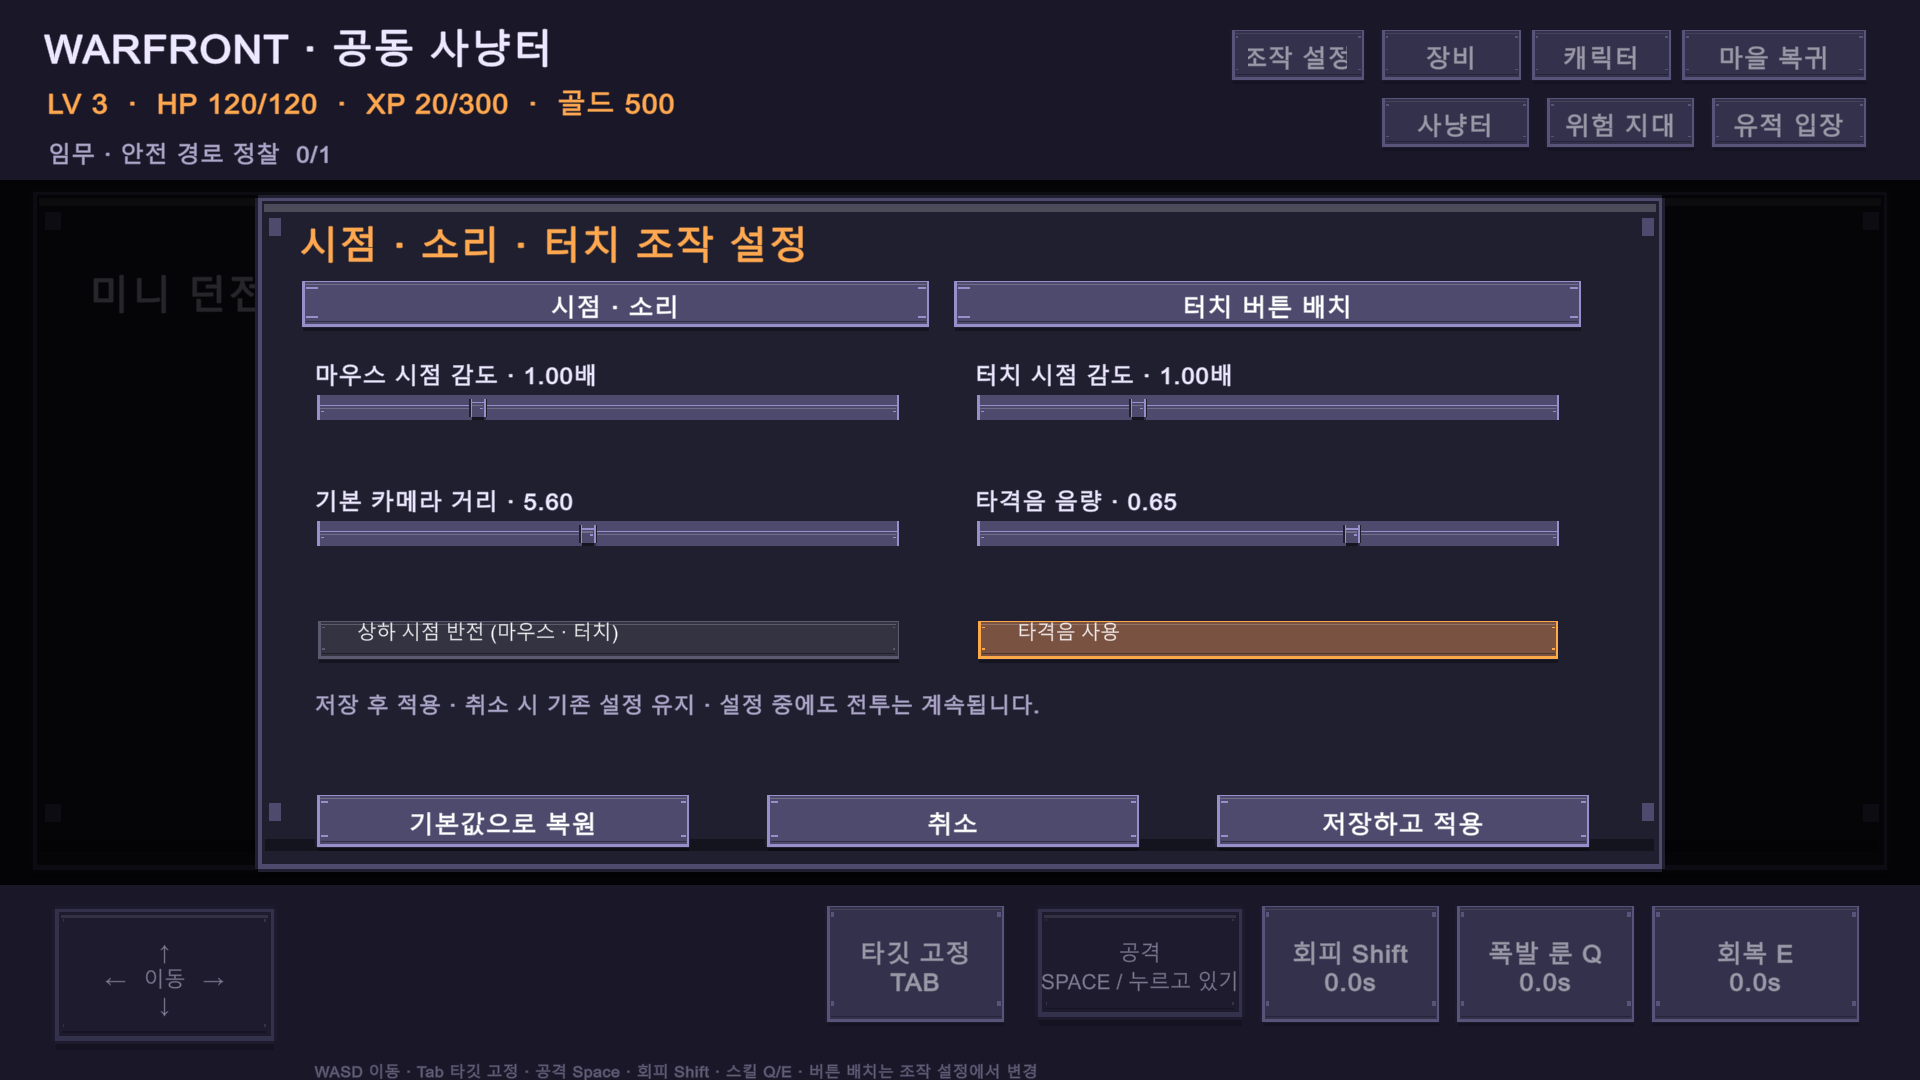 WARFRONT · 공동 사냥터
LV 3 · HP 120/120 · XP 20/300 · 골드 500
임무 · 안전 경로 정찰 0/1
조작 설정
장비
캐릭터
마을 복귀
사냥터
위험 지대
유적 입장
미니 던전
시점 · 소리 · 터치 조작 설정
시점 · 소리
터치 버튼 배치
마우스 시점 감도 · 1.00배
터치 시점 감도 · 1.00배
기본 카메라 거리 · 5.60
타격음 음량 · 0.65
상하 시점 반전 (마우스 · 터치)
타격음 사용
저장 후 적용 · 취소 시 기존 설정 유지 · 설정 중에도 전투는 계속됩니다.
기본값으로 복원
취소
저장하고 적용
↑
← 이동 →
↓
타깃 고정
TAB
공격
SPACE / 누르고 있기
회피 Shift
0.0s
폭발 룬 Q
0.0s
회복 E
0.0s
WASD 이동 · Tab 타깃 고정 · 공격 Space · 회피 Shift · 스킬 Q/E · 버튼 배치는 조작 설정에서 변경